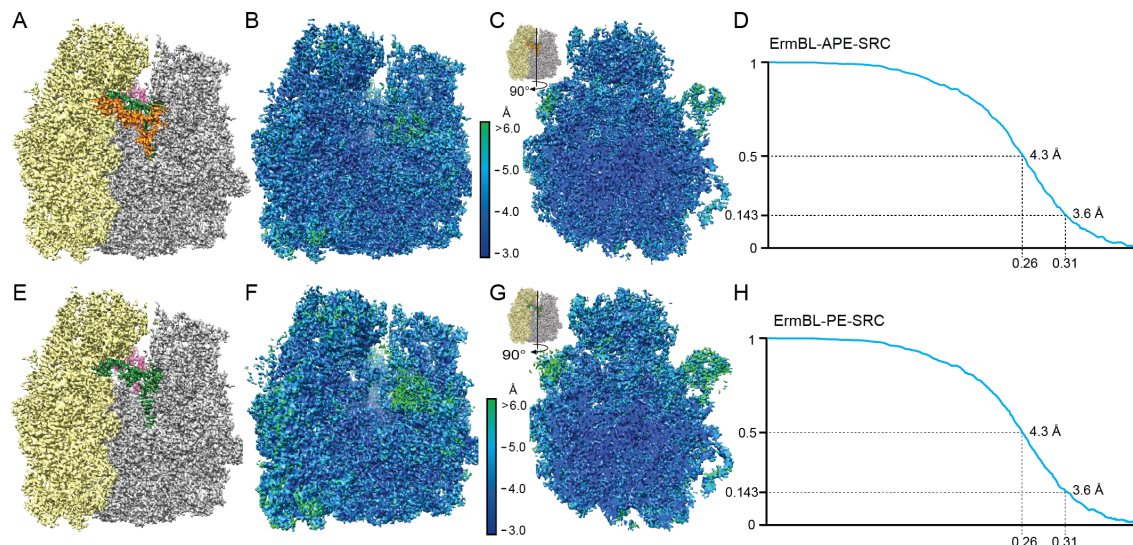 A
B
C
D
ErmBL-APE-SRC
90°
Å
>6.0
5.0
4.0
3.0
1
0.5
4.3 Å
0.143
3.6 Å
0
0.26
0.31
E
F
G
H
ErmBL-PE-SRC
90°
Å
>6.0
5.0
4.0
3.0
1
0.5
4.3 Å
0.143
3.6 Å
0
0.26
0.31